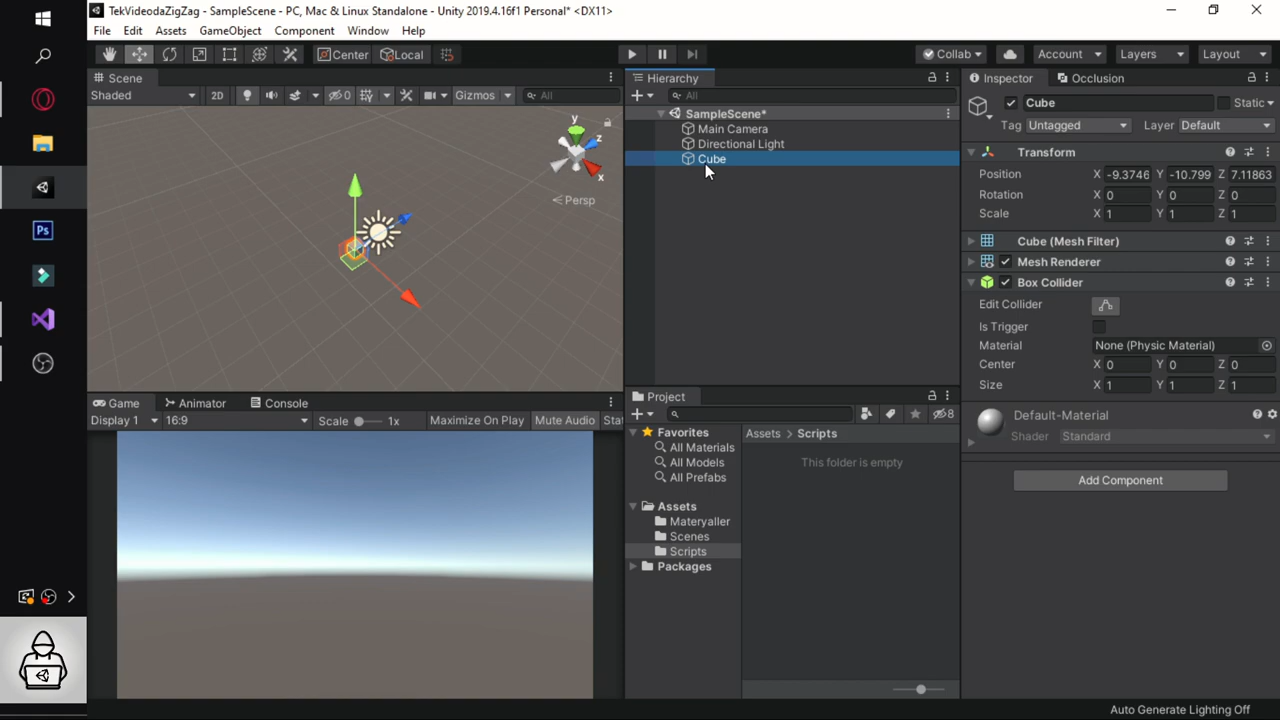 TekVideodaZigZag - SampleScene - PC, Mac & Linux Standalone - Unity 2019.4.16f1 Personal* <DX11>
File Edit Assets GameObject Component Window Help
Center Local Collab Account Layers Layout
Scene
Shaded 2D 0 Gizmos All
y
z
x
Persp
Hierarchy
All
SampleScene*
Main Camera
Directional Light
Cube
Game Animator Console
Display 1 16:9 Scale 1x Maximize On Play Mute Audio Stat
Project
8
Favorites
All Materials
All Models
All Prefabs
Assets
Materyaller
Scenes
Scripts
Packages
Assets > Scripts
This folder is empty
Inspector Occlusion
Cube Static
Tag Untagged Layer Default
Transform
Position X -9.3746 Y -10.799 Z 7.11863
Rotation X 0 Y 0 Z 0
Scale X 1 Y 1 Z 1
Cube (Mesh Filter)
Mesh Renderer
Box Collider
Edit Collider
Is Trigger
Material None (Physic Material)
Center X 0 Y 0 Z 0
Size X 1 Y 1 Z 1
Default-Material
Shader Standard
Add Component
Auto Generate Lighting Off
Ps